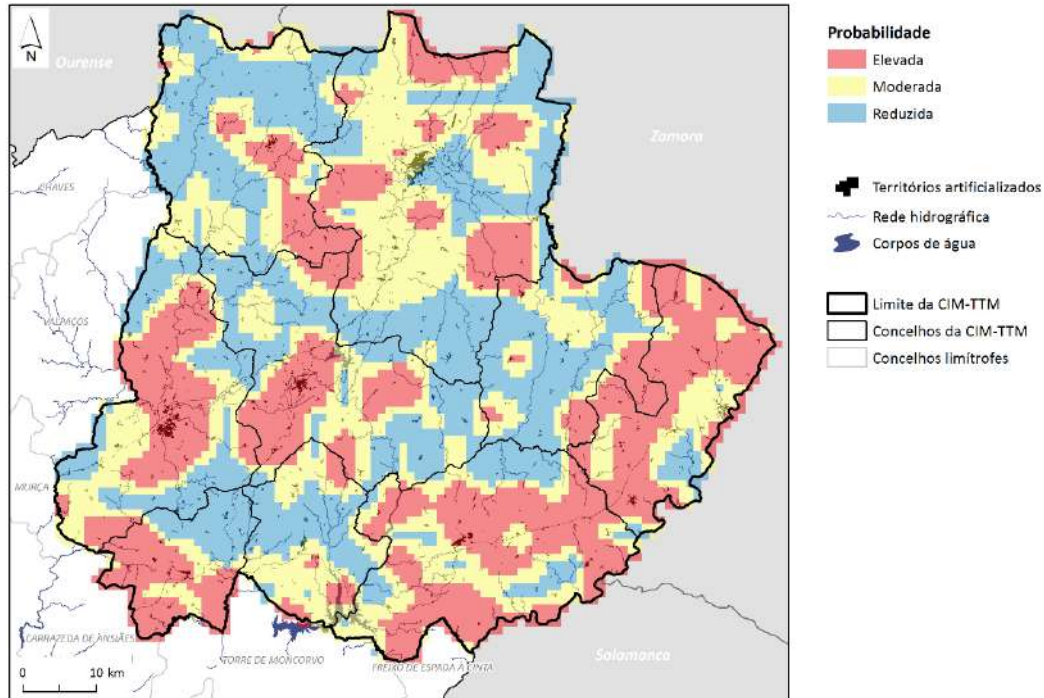 N
Ourense
Zamora
CHAVES
VALPAÇOS
MURÇA
CARRAZEDA DE ANSIÃES
TORRE DE MONCORVO
FREIXO DE ESPADA À CINTA
Salamanca
0 10 km
Probabilidade
Elevada
Moderada
Reduzida
Territórios artificializados
Rede hidrográfica
Corpos de água
Limite da CIM-TTM
Concelhos da CIM-TTM
Concelhos limítrofes